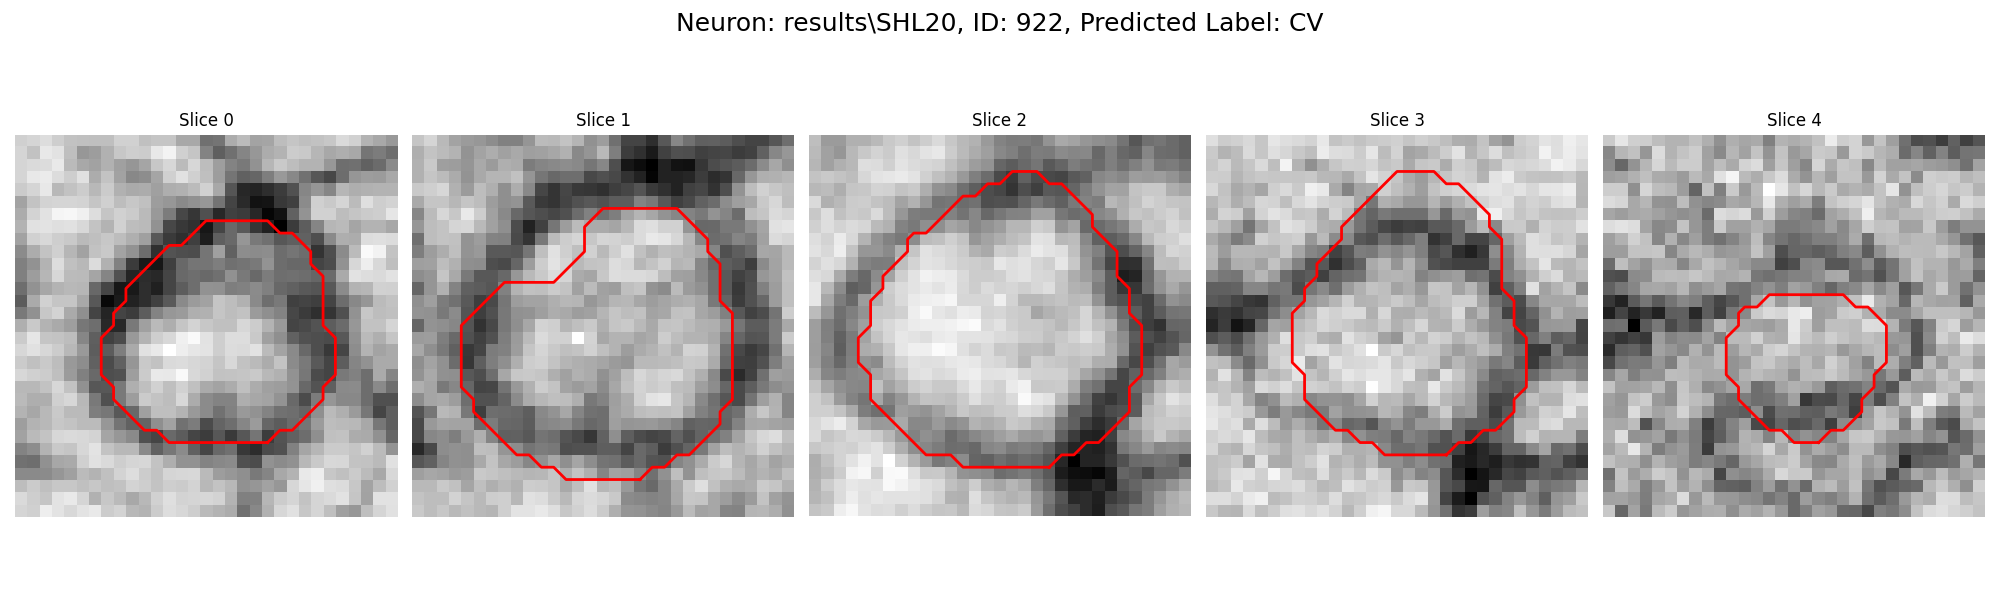 Neuron: results\SHL20, ID: 922, Predicted Label: CV
Slice 0
Slice 1
Slice 2
Slice 3
Slice 4